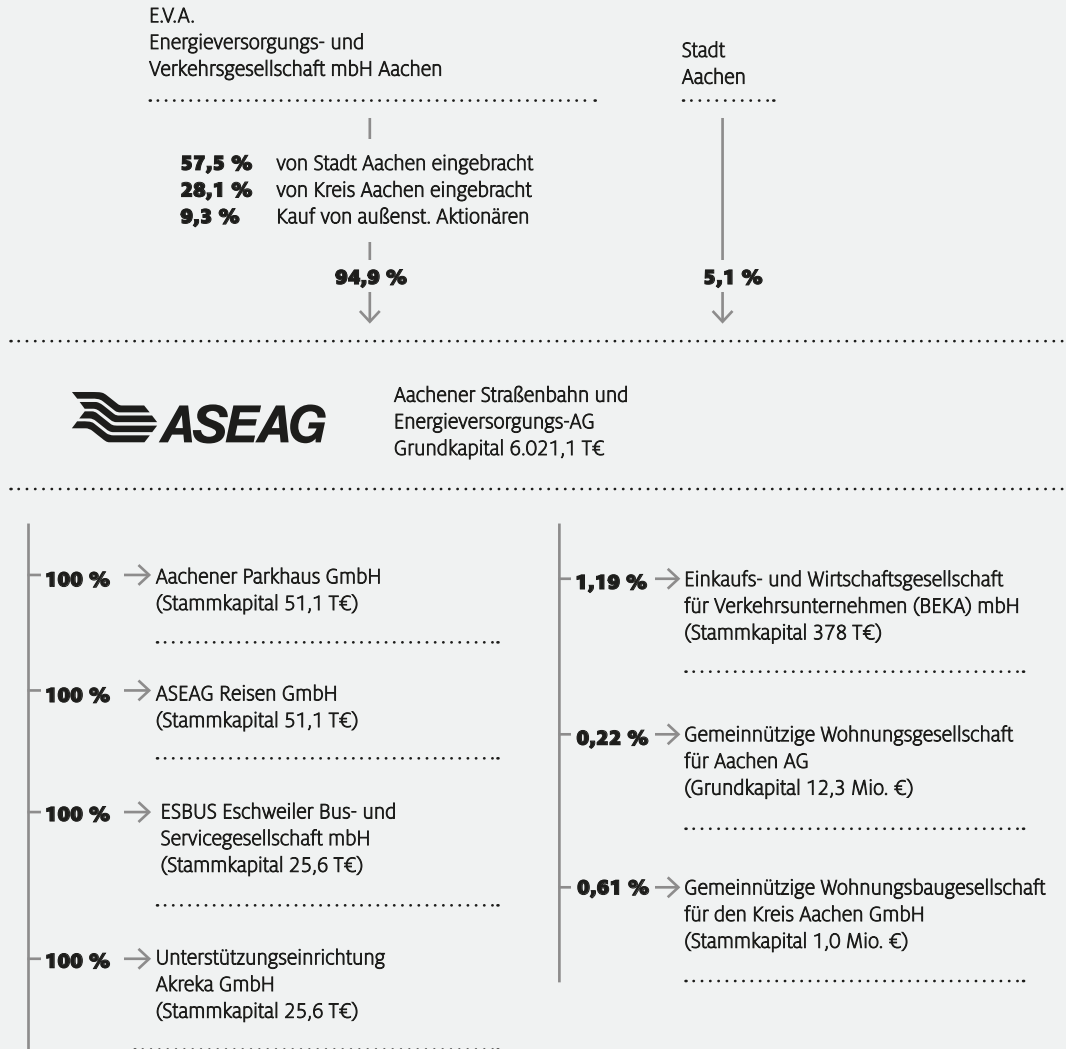 E.V.A.
Energieversorgungs- und
Verkehrsgesellschaft mbH Aachen
Stadt
Aachen
57,5 % von Stadt Aachen eingebracht
28,1 % von Kreis Aachen eingebracht
9,3 % Kauf von außenst. Aktionären
94,9 %
5,1 %
ASEAG
Aachener Straßenbahn und
Energieversorgungs-AG
Grundkapital 6.021,1 T€
100 % Aachener Parkhaus GmbH
(Stammkapital 51,1 T€)
100 % ASEAG Reisen GmbH
(Stammkapital 51,1 T€)
100 % ESBUS Eschweiler Bus- und
Servicegesellschaft mbH
(Stammkapital 25,6 T€)
100 % Unterstützungseinrichtung
Akreka GmbH
(Stammkapital 25,6 T€)
1,19 % Einkaufs- und Wirtschaftsgesellschaft
für Verkehrsunternehmen (BEKA) mbH
(Stammkapital 378 T€)
0,22 % Gemeinnützige Wohnungsgesellschaft
für Aachen AG
(Grundkapital 12,3 Mio. €)
0,61 % Gemeinnützige Wohnungsbaugesellschaft
für den Kreis Aachen GmbH
(Stammkapital 1,0 Mio. €)